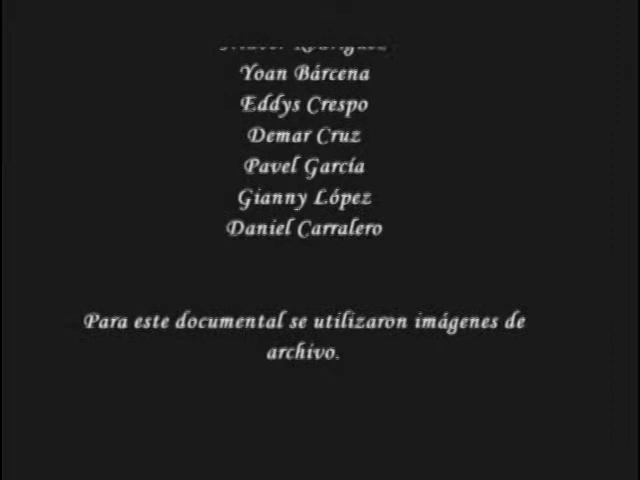 Yoan Bárcena
Eddys Crespo
Demar Cruz
Pavel García
Gianny López
Daniel Carralero
Para este documental se utilizaron imágenes de
archivo.